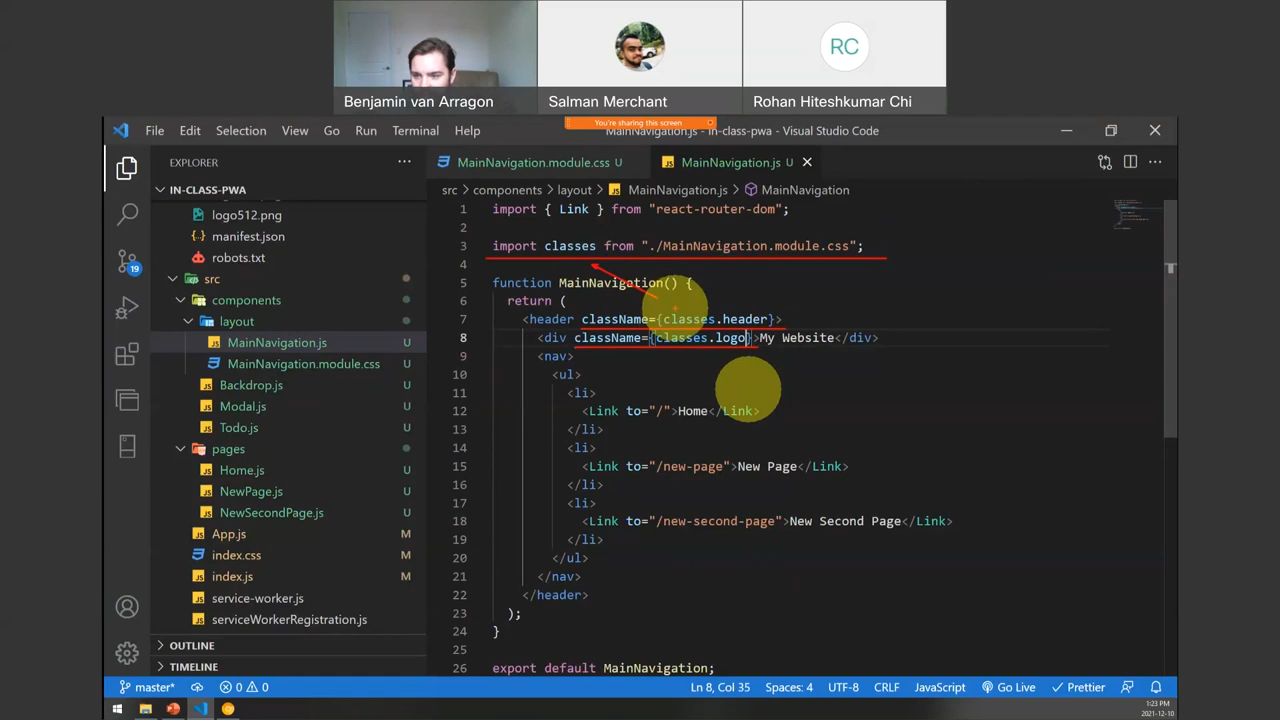 RC
Benjamin van Arragon
Salman Merchant
Rohan Hiteshkumar Chi
You're sharing this screen
File Edit Selection View Go Run Terminal Help
MainNavigation.js - in-class-pwa - Visual Studio Code
EXPLORER
MainNavigation.module.css U
MainNavigation.js U
IN-CLASS-PWA
src > components > layout > MainNavigation.js > MainNavigation
logo512.png
manifest.json
robots.txt
src
components
layout
MainNavigation.js U
MainNavigation.module.css U
Backdrop.js U
Modal.js U
Todo.js U
pages
Home.js U
NewPage.js U
NewSecondPage.js U
App.js M
index.css M
index.js M
service-worker.js
serviceWorkerRegistration.js
OUTLINE
TIMELINE
19
1 import { Link } from "react-router-dom";
2
3 import classes from "./MainNavigation.module.css";
4
5 function MainNavigation() {
6 return (
7 <header className={classes.header}>
8 <div className={classes.logo}>My Website</div>
9 <nav>
10 <ul>
11 <li>
12 <Link to="/">Home</Link>
13 </li>
14 <li>
15 <Link to="/new-page">New Page</Link>
16 </li>
17 <li>
18 <Link to="/new-second-page">New Second Page</Link>
19 </li>
20 </ul>
21 </nav>
22 </header>
23 );
24 }
25
26 export default MainNavigation;
master* 0 0 Ln 8, Col 35 Spaces: 4 UTF-8 CRLF JavaScript Go Live Prettier
1:23 PM
2021-12-10